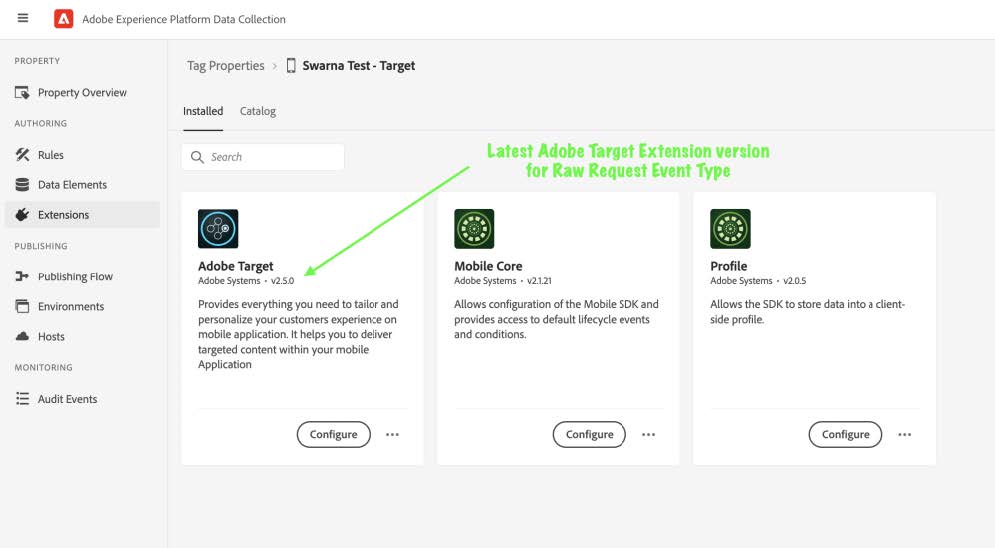 Adobe Experience Platform Data Collection
PROPERTY
Property Overview
AUTHORING
Rules
Data Elements
Extensions
PUBLISHING
Publishing Flow
Environments
Hosts
MONITORING
Audit Events
Tag Properties > Swarna Test - Target
Installed Catalog
Search
Latest Adobe Target Extension version
for Raw Request Event Type
Adobe Target
Adobe Systems • v2.5.0
Provides everything you need to tailor and
personalize your customers experience on
mobile application. It helps you to deliver
targeted content within your mobile
Application
Configure
Mobile Core
Adobe Systems • v2.1.21
Allows configuration of the Mobile SDK and
provides access to default lifecycle events
and conditions.
Configure
Profile
Adobe Systems • v2.0.5
Allows the SDK to store data into a client-
side profile.
Configure